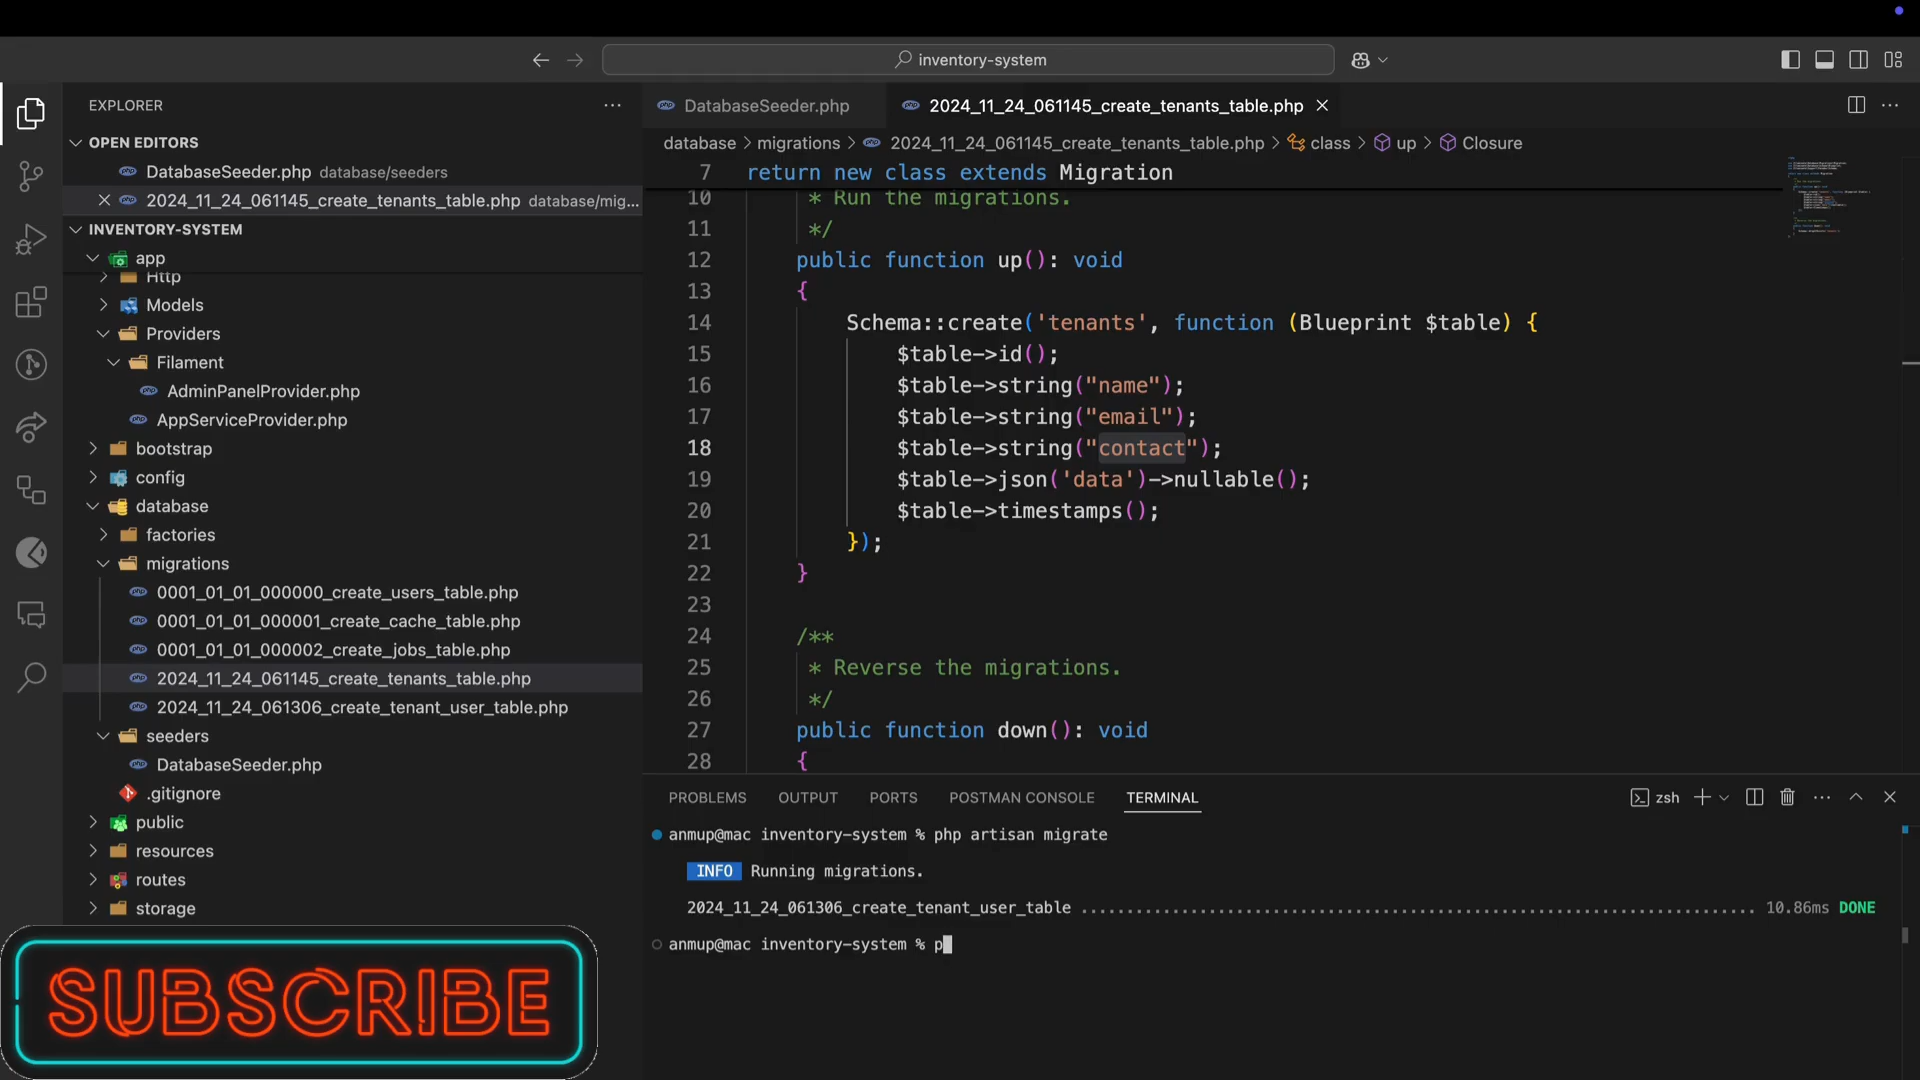 inventory-system
EXPLORER
OPEN EDITORS
DatabaseSeeder.php database/seeders
2024_11_24_061145_create_tenants_table.php database/mig...
INVENTORY-SYSTEM
app
Http
Models
Providers
Filament
AdminPanelProvider.php
AppServiceProvider.php
bootstrap
config
database
factories
migrations
0001_01_01_000000_create_users_table.php
0001_01_01_000001_create_cache_table.php
0001_01_01_000002_create_jobs_table.php
2024_11_24_061145_create_tenants_table.php
2024_11_24_061306_create_tenant_user_table.php
seeders
DatabaseSeeder.php
.gitignore
public
resources
routes
storage
SUBSCRIBE
DatabaseSeeder.php
2024_11_24_061145_create_tenants_table.php
database > migrations > 2024_11_24_061145_create_tenants_table.php > class > up > Closure
7 return new class extends Migration
10 * Run the migrations.
11 */
12 public function up(): void
13 {
14 Schema::create('tenants', function (Blueprint $table) {
15 $table->id();
16 $table->string("name");
17 $table->string("email");
18 $table->string("contact");
19 $table->json('data')->nullable();
20 $table->timestamps();
21 });
22 }
23
24 /**
25 * Reverse the migrations.
26 */
27 public function down(): void
28 {
PROBLEMS OUTPUT PORTS POSTMAN CONSOLE TERMINAL
zsh
anmup@mac inventory-system % php artisan migrate
INFO Running migrations.
2024_11_24_061306_create_tenant_user_table ........................................................................ 10.86ms DONE
anmup@mac inventory-system % p